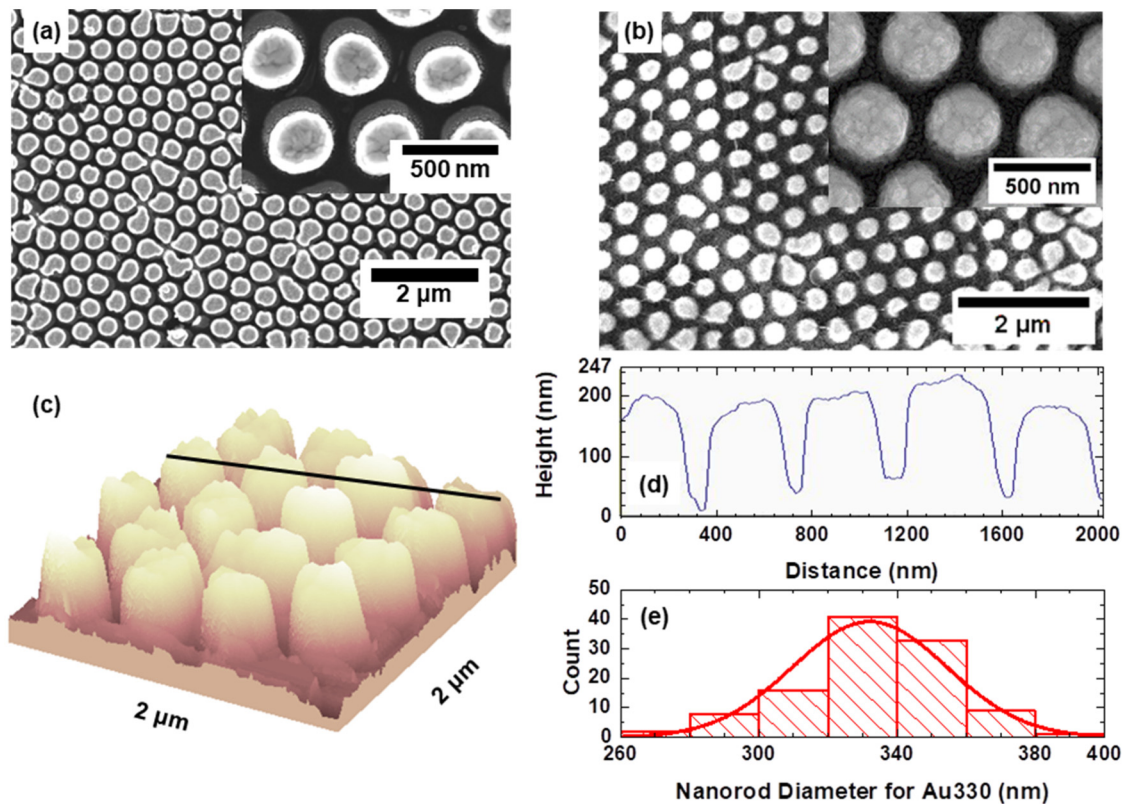 (a)
500 nm
2 μm
(b)
500 nm
2 μm
(c)
2 μm
2 μm
247
200
100
0
Height (nm)
(d)
0 400 800 1200 1600 2000
Distance (nm)
50
40
30
20
10
0
Count
(e)
260 300 340 380 400
Nanorod Diameter for Au330 (nm)